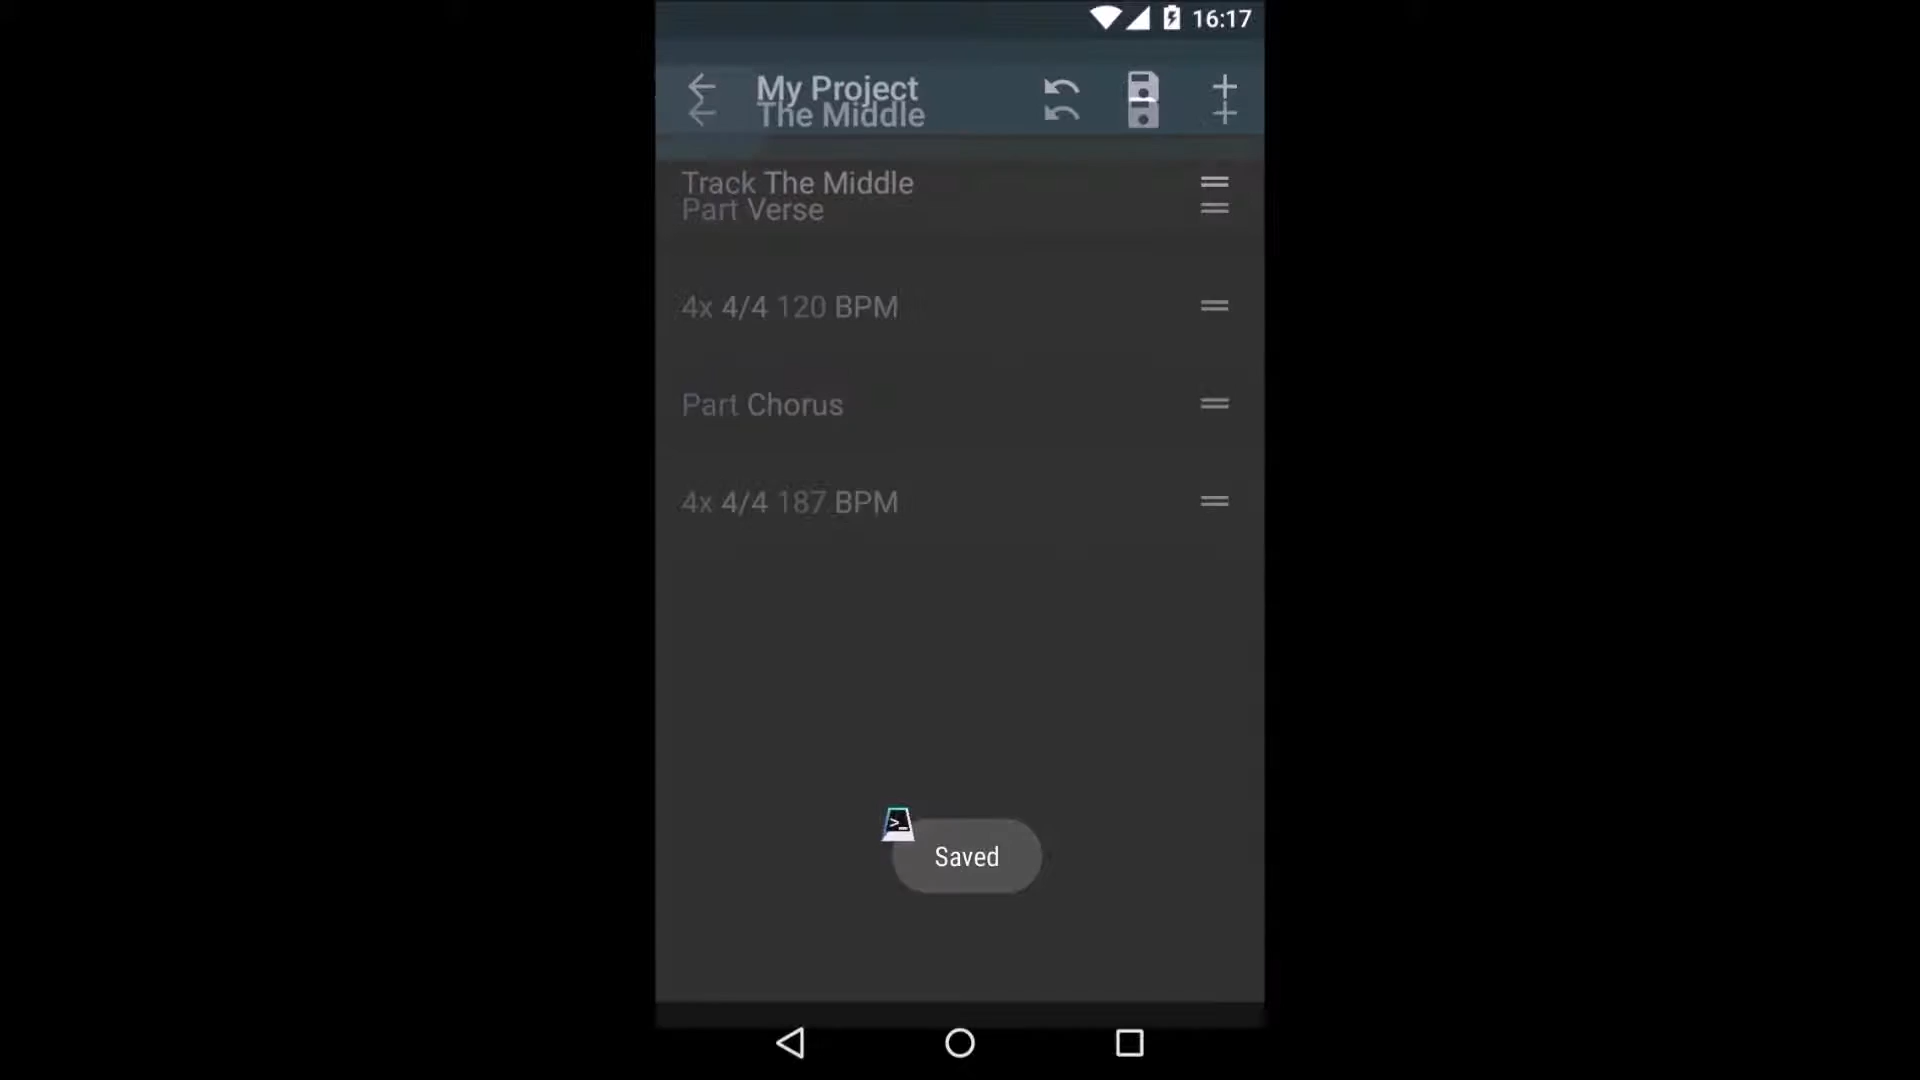 16:17
My Project
The Middle
Track The Middle
Part Verse
4x 4/4 120 BPM
Part Chorus
4x 4/4 187 BPM
>_
Saved